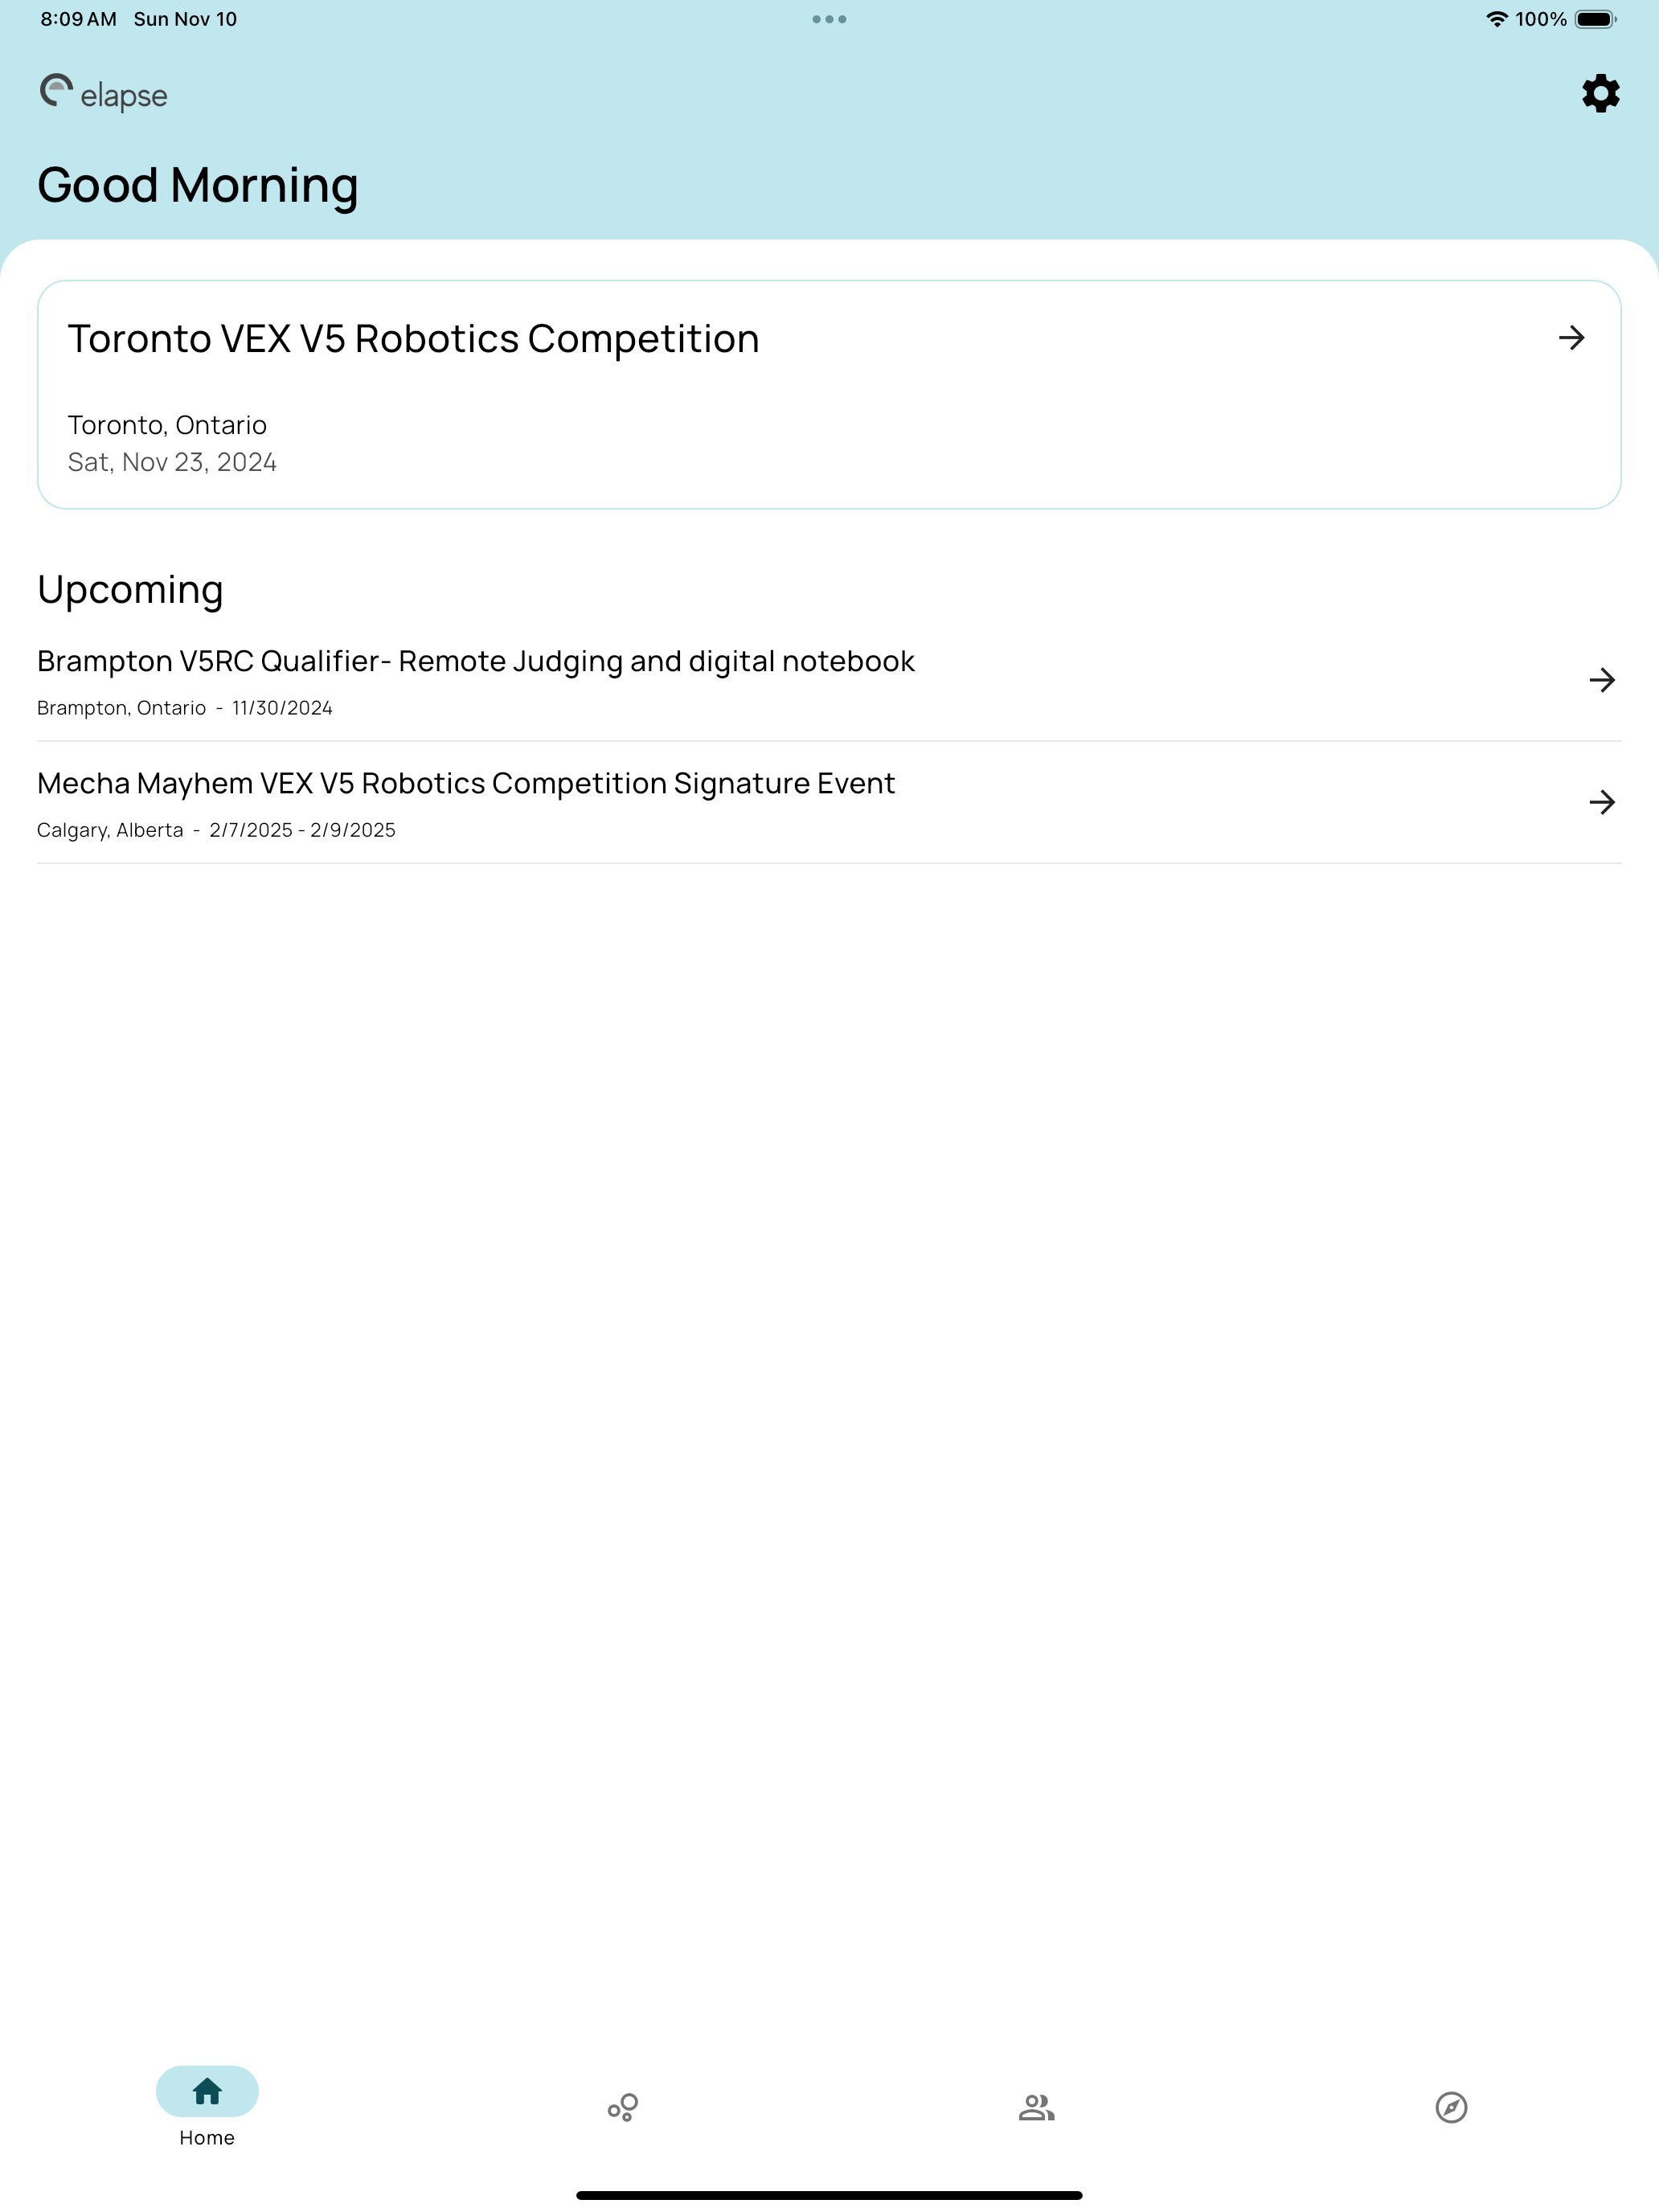 8:09 AM Sun Nov 10
100%
elapse
Good Morning
Toronto VEX V5 Robotics Competition
Toronto, Ontario
Sat, Nov 23, 2024
Upcoming
Brampton V5RC Qualifier- Remote Judging and digital notebook
Brampton, Ontario - 11/30/2024
Mecha Mayhem VEX V5 Robotics Competition Signature Event
Calgary, Alberta - 2/7/2025 - 2/9/2025
Home